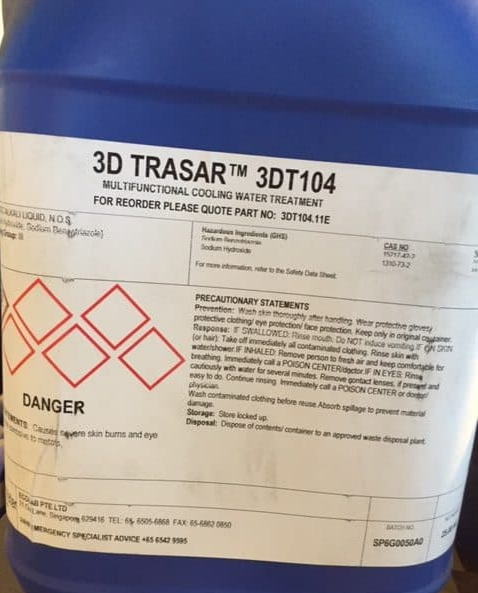 3D TRASAR™ 3DT104
MULTIFUNCTIONAL COOLING WATER TREATMENT
FOR REORDER PLEASE QUOTE PART NO: 3DT104.11E
ALKALI LIQUID, N.O.S.
Sodium Benzotriazole)
Group: III
Hazardous Ingredients (GHS)
Sodium Benzotriazole
Sodium Hydroxide
For more information, refer to the Safety Data Sheet
CAS NO
1310-73-2
PRECAUTIONARY STATEMENTS
Prevention: Wash skin thoroughly after handling. Wear protective gloves/
protective clothing/ eye protection/ face protection. Keep only in original container.
Response: IF SWALLOWED: Rinse mouth. Do NOT induce vomiting. IF ON SKIN
(or hair): Take off immediately all contaminated clothing. Rinse skin with
water/shower. IF INHALED: Remove person to fresh air and keep comfortable for
breathing. Immediately call a POISON CENTER/doctor. IF IN EYES: Rinse
cautiously with water for several minutes. Remove contact lenses, if present and
easy to do. Continue rinsing. Immediately call a POISON CENTER or doctor/
physician.
Wash contaminated clothing before reuse. Absorb spillage to prevent material
damage.
Storage: Store locked up.
Disposal: Dispose of contents/ container to an approved waste disposal plant.
DANGER
Causes severe skin burns and eye
to metals.
PTE LTD
Lane, Singapore 629416 TEL: 65- 6505-6868 FAX: 65-6862 0850
EMERGENCY SPECIALIST ADVICE +65 6542 9595
BATCH NO.
SP6G0050A0